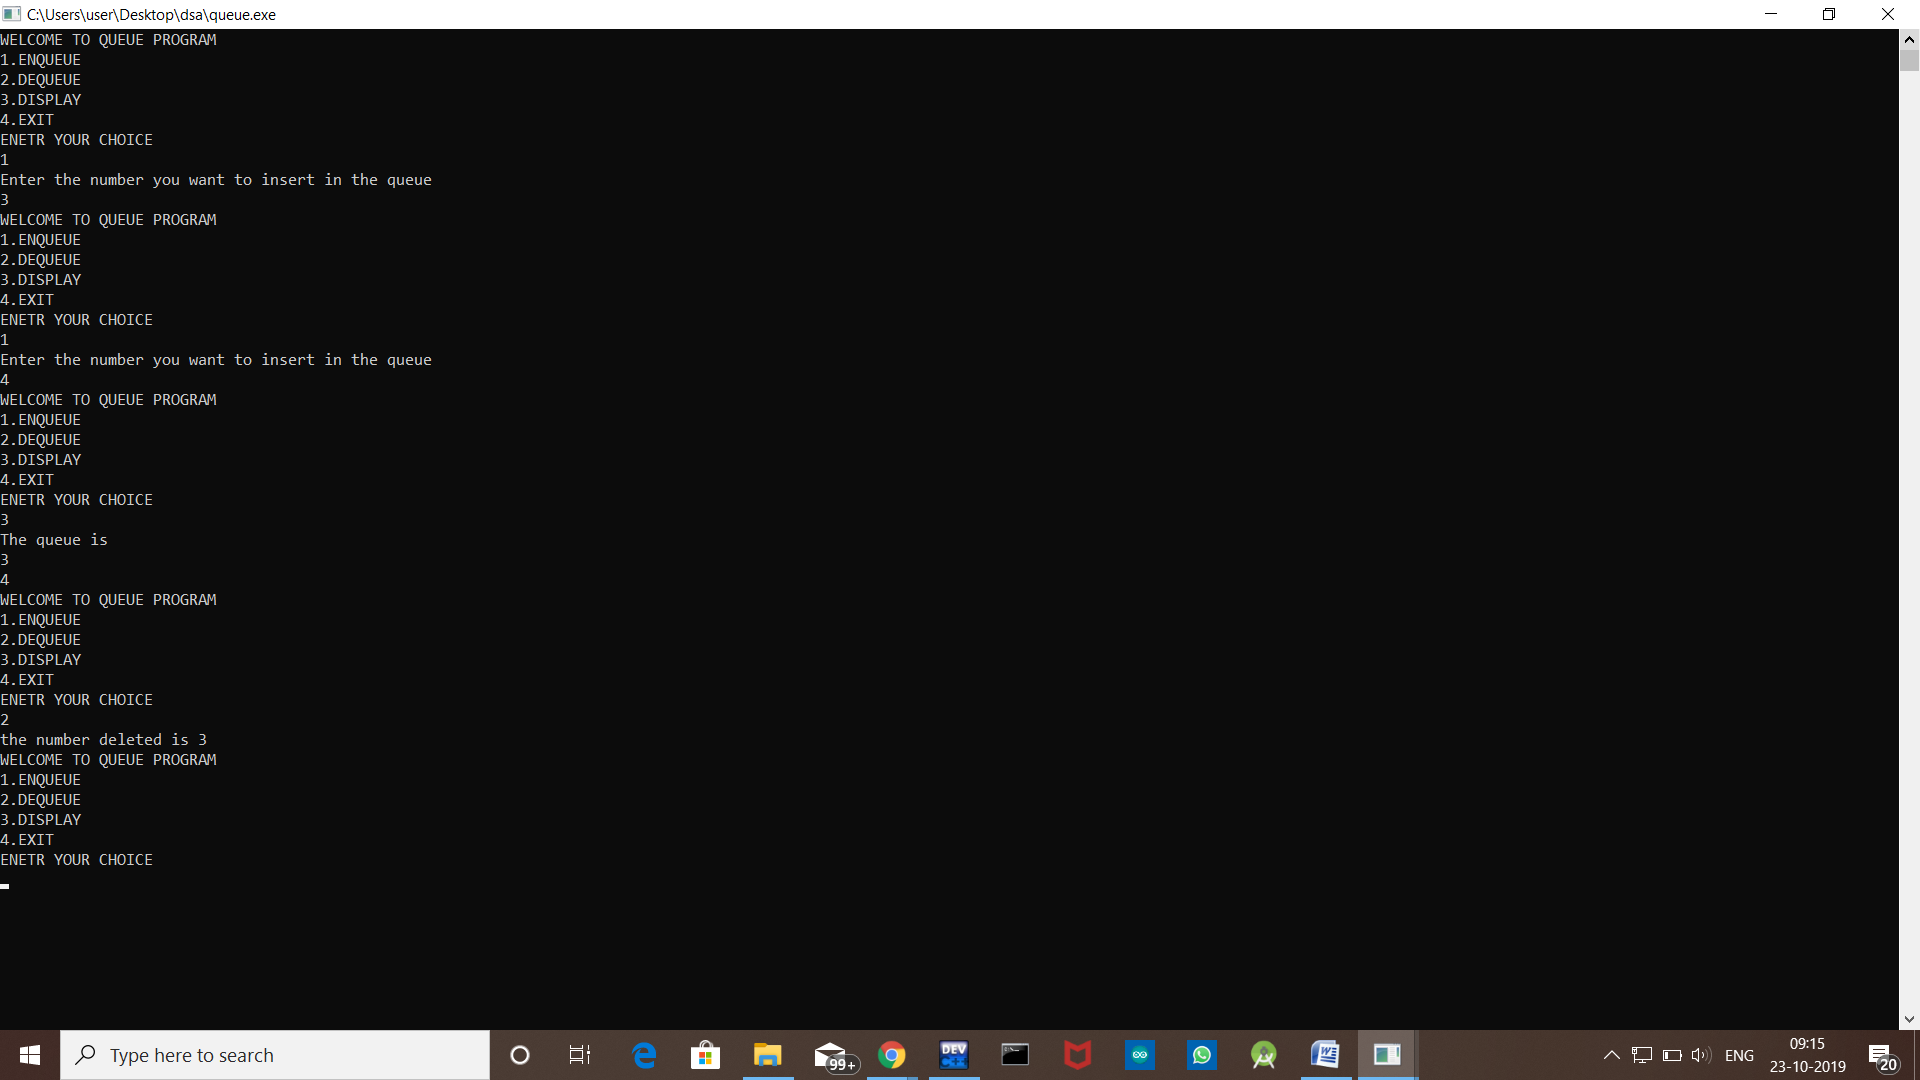 C:\Users\user\Desktop\dsa\queue.exe
WELCOME TO QUEUE PROGRAM
1.ENQUEUE
2.DEQUEUE
3.DISPLAY
4.EXIT
ENETR YOUR CHOICE
1
Enter the number you want to insert in the queue
3
WELCOME TO QUEUE PROGRAM
1.ENQUEUE
2.DEQUEUE
3.DISPLAY
4.EXIT
ENETR YOUR CHOICE
1
Enter the number you want to insert in the queue
4
WELCOME TO QUEUE PROGRAM
1.ENQUEUE
2.DEQUEUE
3.DISPLAY
4.EXIT
ENETR YOUR CHOICE
3
The queue is
3
4
WELCOME TO QUEUE PROGRAM
1.ENQUEUE
2.DEQUEUE
3.DISPLAY
4.EXIT
ENETR YOUR CHOICE
2
the number deleted is 3
WELCOME TO QUEUE PROGRAM
1.ENQUEUE
2.DEQUEUE
3.DISPLAY
4.EXIT
ENETR YOUR CHOICE
Type here to search
99+
DEV
C++
W
ENG
09:15
23-10-2019
20